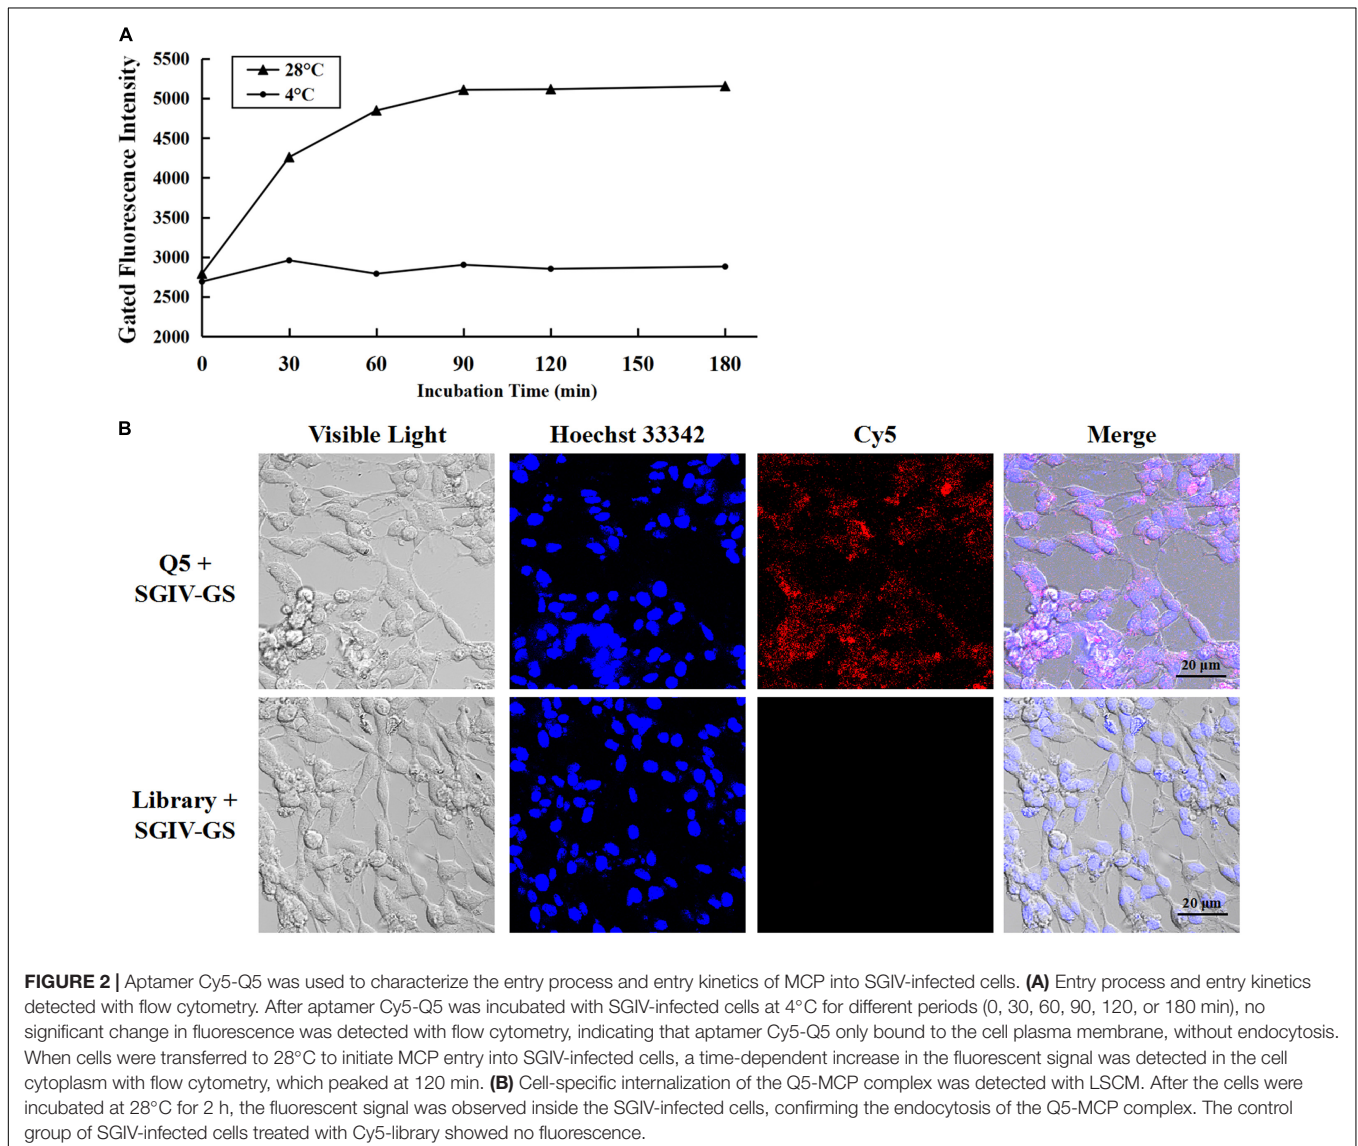 A
Gated Fluorescence Intensity
5500
5000
4500
4000
3500
3000
2500
2000
28°C
4°C
0 30 60 90 120 150 180
Incubation Time (min)
B
Visible Light Hoechst 33342 Cy5 Merge
Q5 +
SGIV-GS
20 µm
Library +
SGIV-GS
20 µm
FIGURE 2 | Aptamer Cy5-Q5 was used to characterize the entry process and entry kinetics of MCP into SGIV-infected cells. (A) Entry process and entry kinetics
detected with flow cytometry. After aptamer Cy5-Q5 was incubated with SGIV-infected cells at 4°C for different periods (0, 30, 60, 90, 120, or 180 min), no
significant change in fluorescence was detected with flow cytometry, indicating that aptamer Cy5-Q5 only bound to the cell plasma membrane, without endocytosis.
When cells were transferred to 28°C to initiate MCP entry into SGIV-infected cells, a time-dependent increase in the fluorescent signal was detected in the cell
cytoplasm with flow cytometry, which peaked at 120 min. (B) Cell-specific internalization of the Q5-MCP complex was detected with LSCM. After the cells were
incubated at 28°C for 2 h, the fluorescent signal was observed inside the SGIV-infected cells, confirming the endocytosis of the Q5-MCP complex. The control
group of SGIV-infected cells treated with Cy5-library showed no fluorescence.